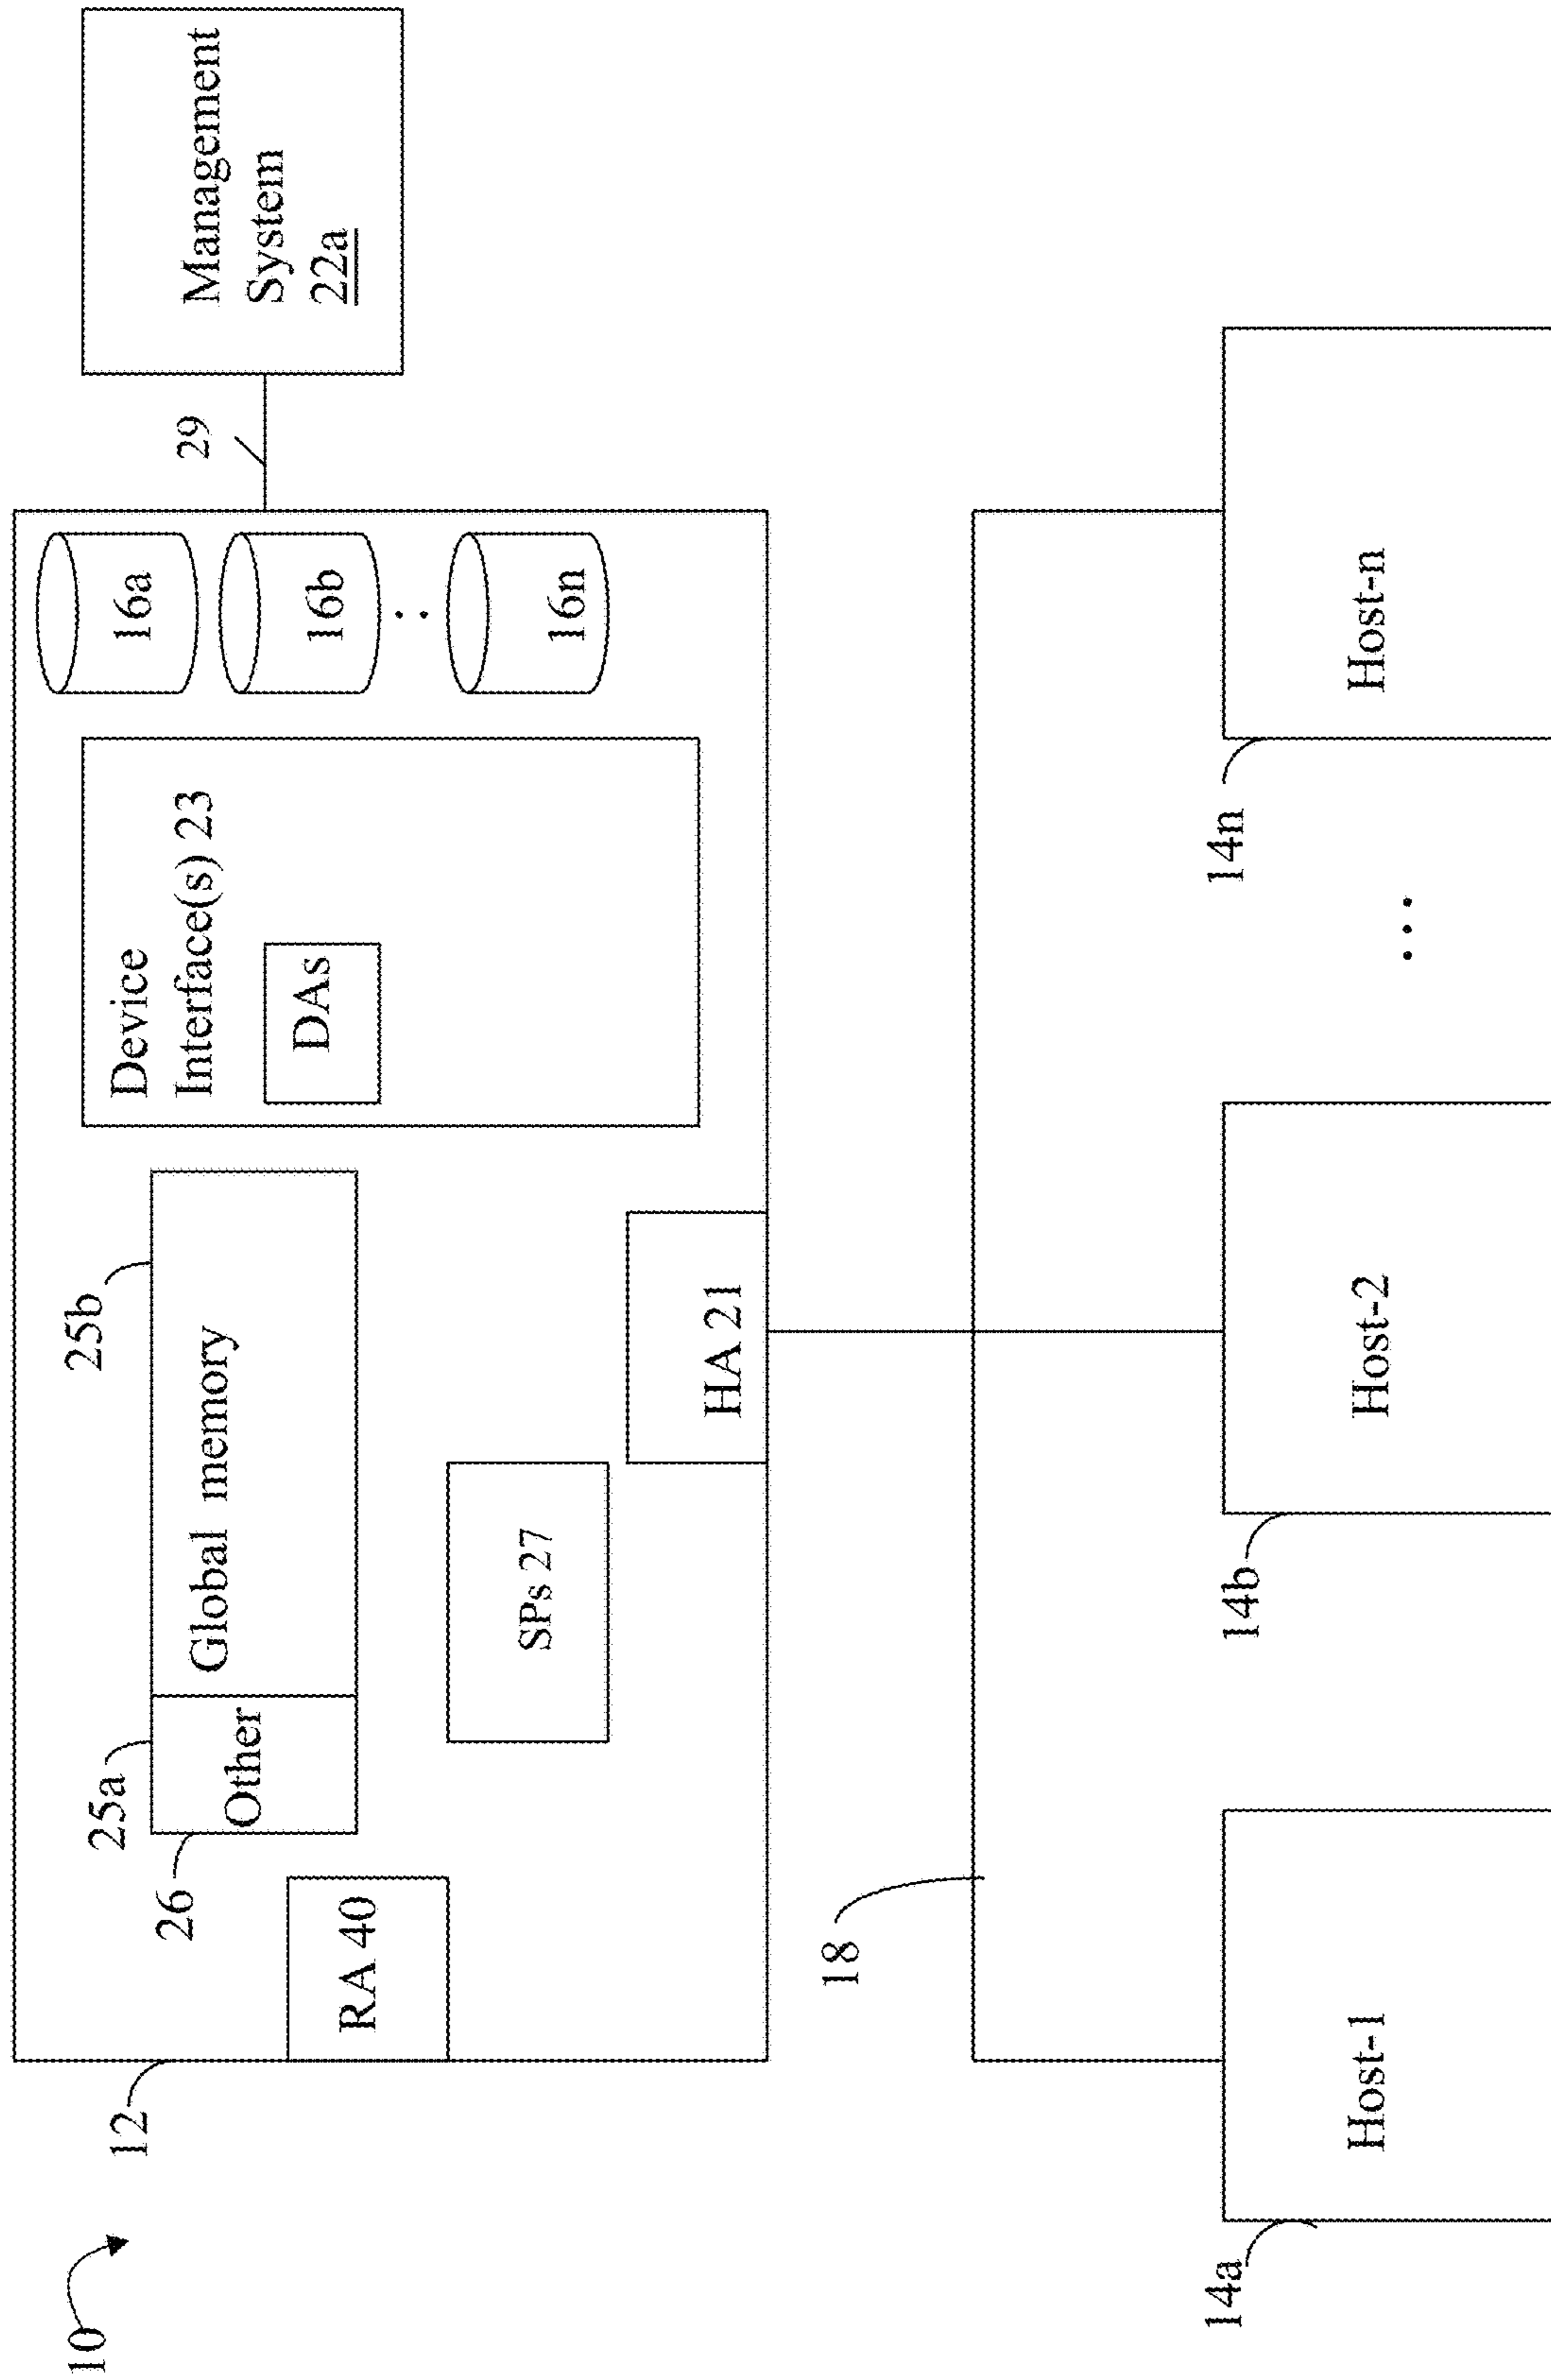 10
12
RA 40
26
25a
Other
Global memory
25b
SPs 27
HA 21
Device
Interface(s) 23
DAs
16a
16b
16n
29
Management
System
22a
18
14a
Host-1
14b
Host-2
...
14n
Host-n